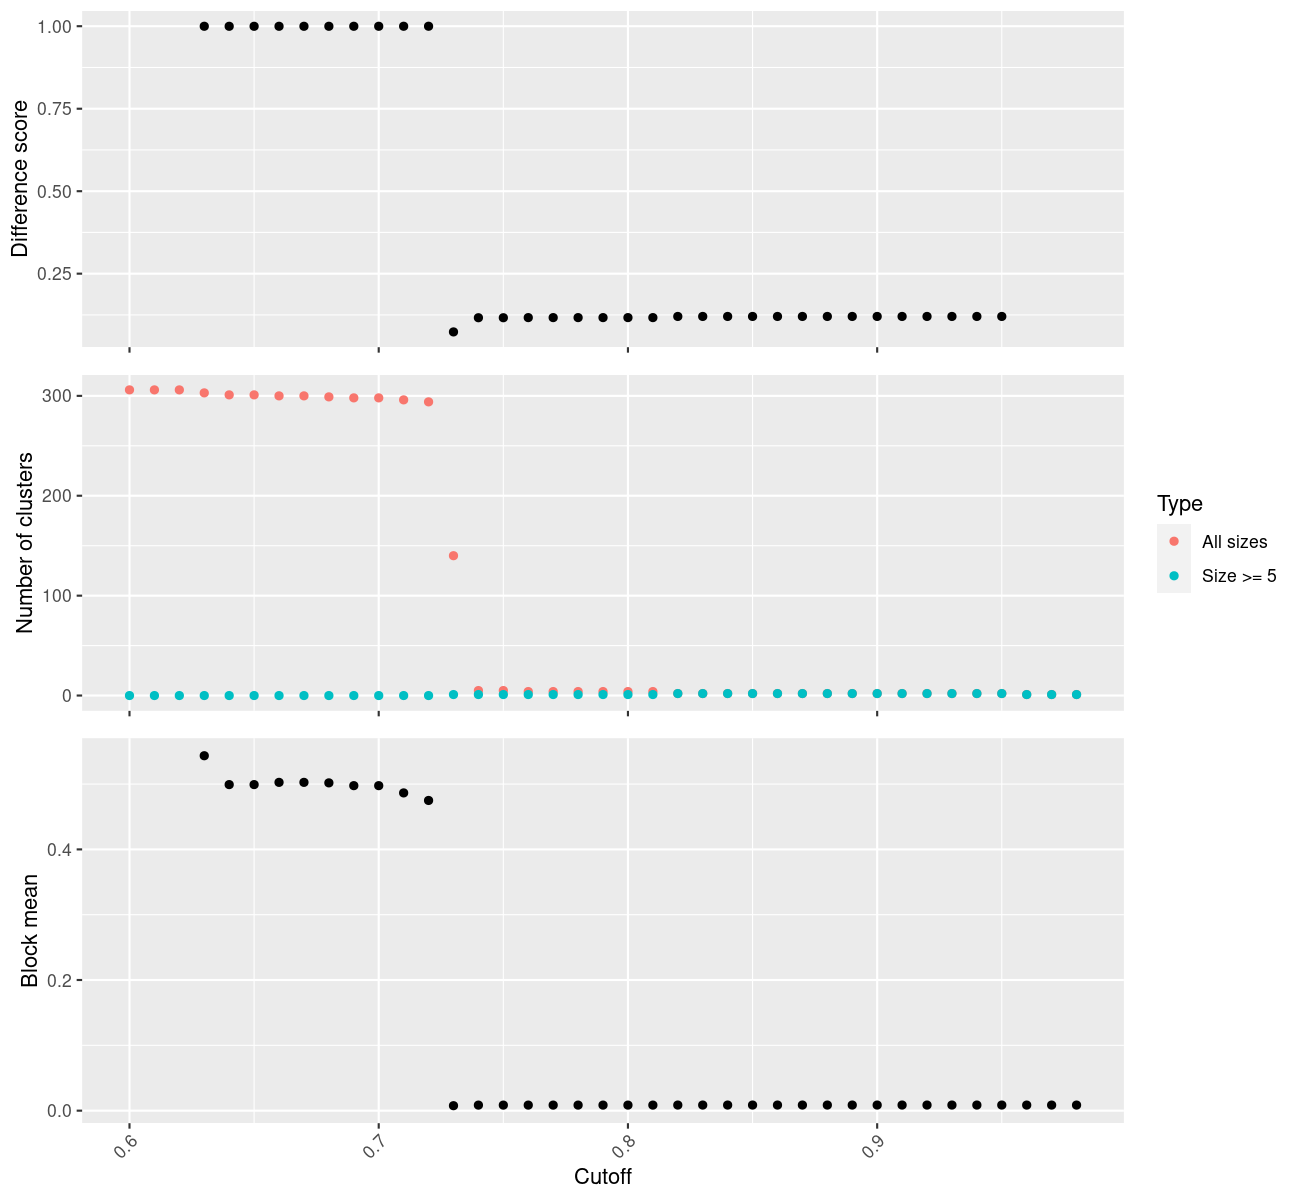 Difference score
1.00
0.75
0.50
0.25
Number of clusters
300
200
100
0
Type
All sizes
Size >= 5
Block mean
0.4
0.2
0.0
0.6
0.7
0.8
0.9
Cutoff